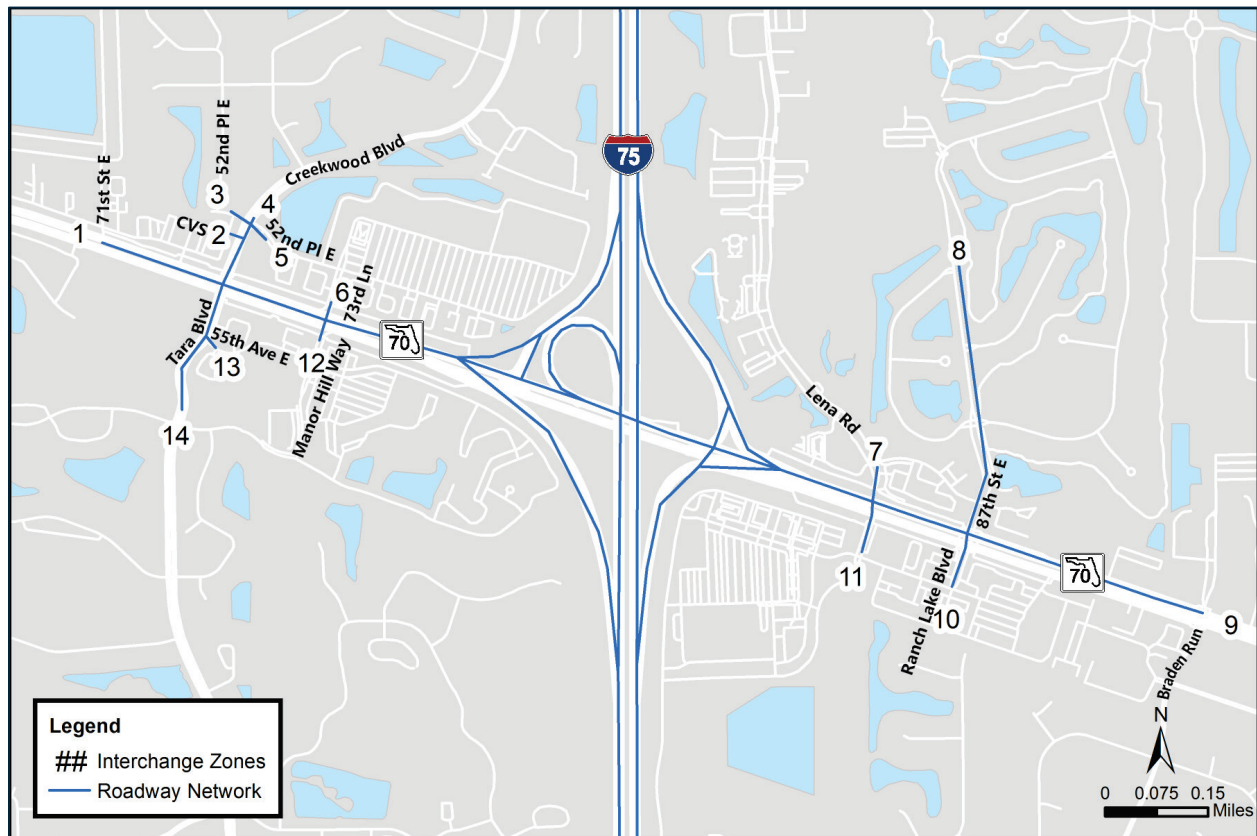 52nd Pl E
Creekwood Blvd
75
71st St E
3
4
CVS
2
52nd Pl E
1
5
8
6
73rd Ln
70
Tara Blvd
55th Ave E
13
12
Manor Hill Way
14
Lena Rd
7
87th St E
11
Ranch Lake Blvd
10
70
9
Braden Run
N
Legend
## Interchange Zones
Roadway Network
0 0.075 0.15
Miles